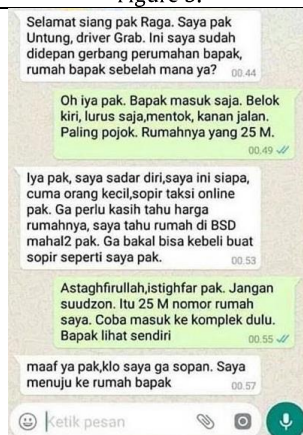 Figure 3.
Selamat siang pak Raga. Saya pak
Untung, driver Grab. Ini saya sudah
didepan gerbang perumahan bapak,
rumah bapak sebelah mana ya? 00.44
Oh iya pak. Bapak masuk saja. Belok
kiri, lurus saja,mentok, kanan jalan.
Paling pojok. Rumahnya yang 25 M.
00.49
Iya pak, saya sadar diri,saya ini siapa,
cuma orang kecil,sopir taksi online
pak. Ga perlu kasih tahu harga
rumahnya, saya tahu rumah di BSD
mahal2 pak. Ga bakal bisa kebeli buat
sopir seperti saya pak. 00.53
Astaghfirullah,istighfar pak. Jangan
suudzon. Itu 25 M nomor rumah
saya. Coba masuk ke komplek dulu.
Bapak lihat sendiri 00.55
maaf ya pak,klo saya ga sopan. Saya
menuju ke rumah bapak 00.57
Ketik pesan